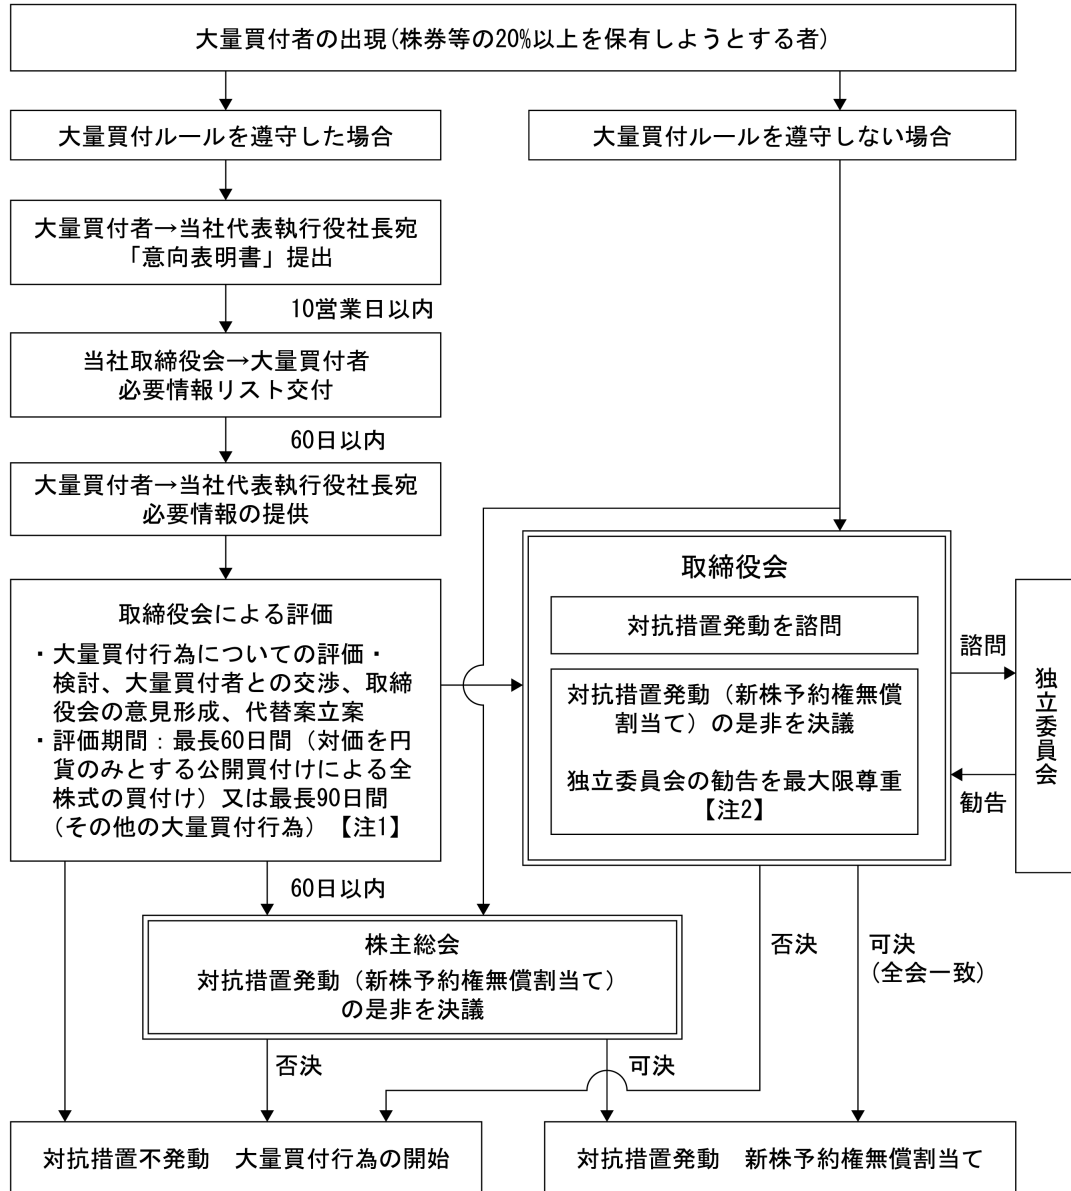 大量買付者の出現(株券等の20%以上を保有しようとする者)
大量買付ルールを遵守した場合
大量買付ルールを遵守しない場合
大量買付者→当社代表執行役社長宛
「意向表明書」提出
10営業日以内
当社取締役会→大量買付者
必要情報リスト交付
60日以内
大量買付者→当社代表執行役社長宛
必要情報の提供
取締役会による評価
・大量買付行為についての評価・
検討、大量買付者との交渉、取締
役会の意見形成、代替案立案
・評価期間：最長60日間（対価を円
貨のみとする公開買付けによる全
株式の買付け）又は最長90日間
（その他の大量買付行為）【注1】
取締役会
対抗措置発動を諮問
対抗措置発動（新株予約権無償
割当て）の是非を決議
独立委員会の勧告を最大限尊重
【注2】
諮問
勧告
独立委員会
60日以内
株主総会
対抗措置発動（新株予約権無償割当て）
の是非を決議
否決
可決
(全会一致)
否決
可決
対抗措置不発動　大量買付行為の開始
対抗措置発動　新株予約権無償割当て